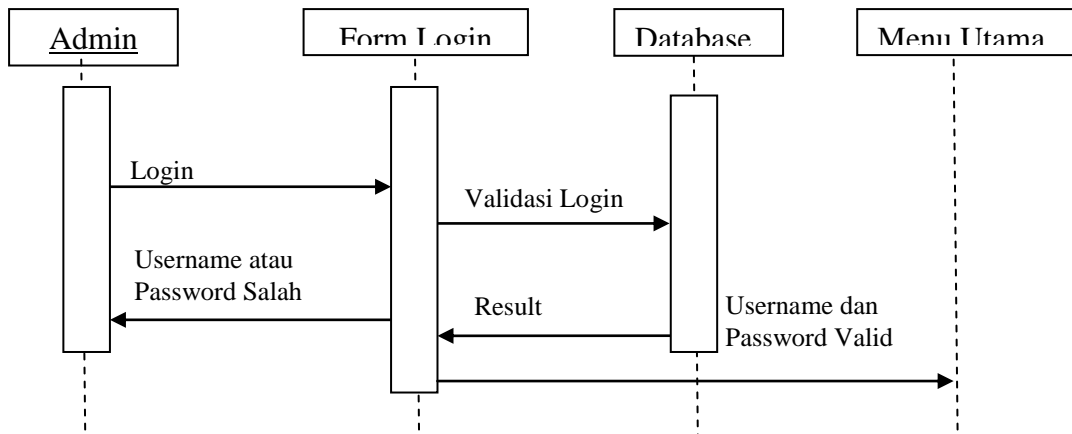 Admin
Form Login
Database
Menu Utama
Login
Validasi Login
Username atau
Password Salah
Result
Username dan
Password Valid